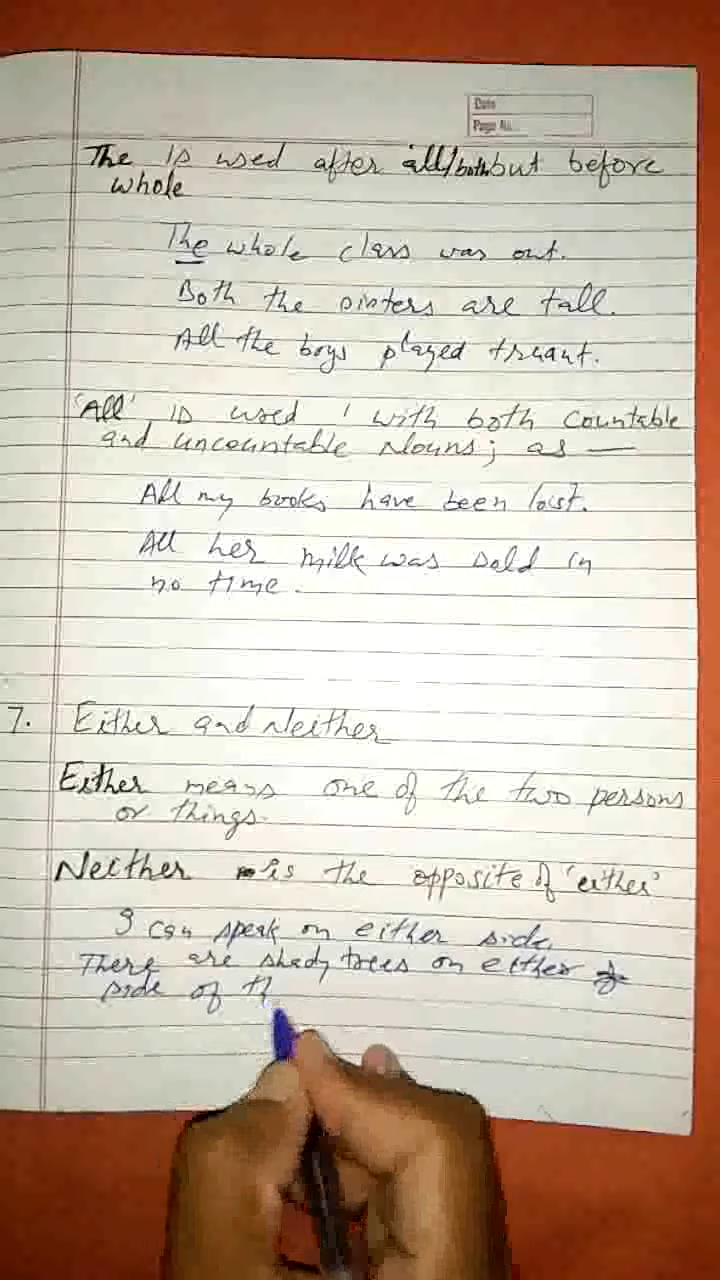 Date
Page No.
The is used after all/both but before
whole
The whole class was out.
Both the sisters are tall.
All the boys played truant.
'All' is used with both countable
and uncountable Nouns; as —
All my books have been lost.
All her milk was sold in
no time.
7. Either and Neither
Either means one of the two persons
or things.
Neither is the opposite of 'either'
I can speak on either side.
There are shady trees on either
side of th